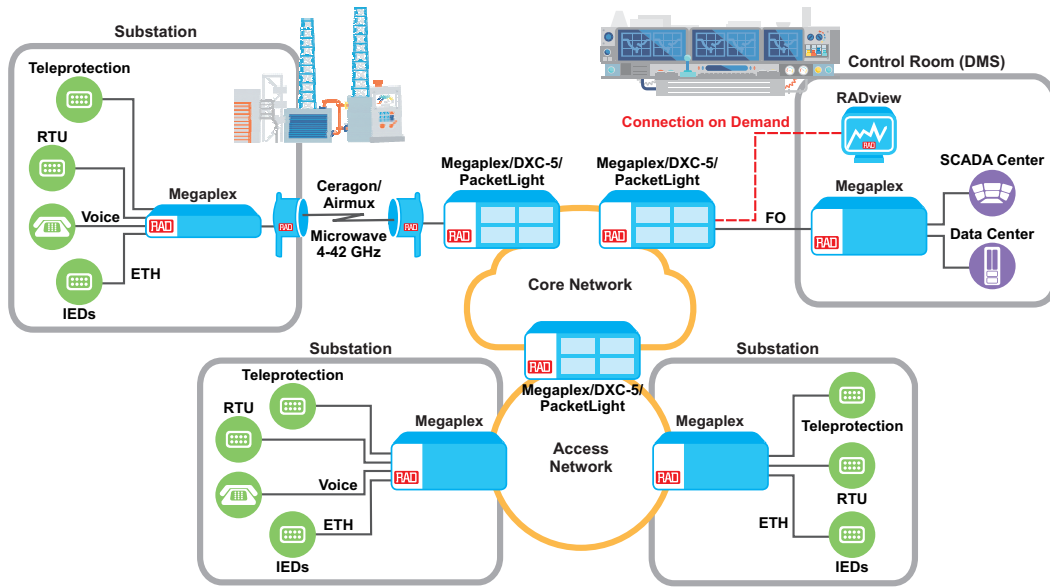 Substation
Teleprotection
RTU
Megaplex
Voice
RAD
ETH
IEDs
RAD
Ceragon/
Airmux
Microwave
4-42 GHz
RAD
Megaplex/DXC-5/
PacketLight
RAD
Megaplex/DXC-5/
PacketLight
RAD
Connection on Demand
FO
Control Room (DMS)
RADview
RAD
SCADA Center
Megaplex
RAD
Data Center
Core Network
RAD
Megaplex/DXC-5/
PacketLight
Access
Network
Substation
Teleprotection
RTU
Megaplex
RAD
Voice
ETH
IEDs
Substation
Megaplex
RAD
Teleprotection
RTU
ETH
IEDs